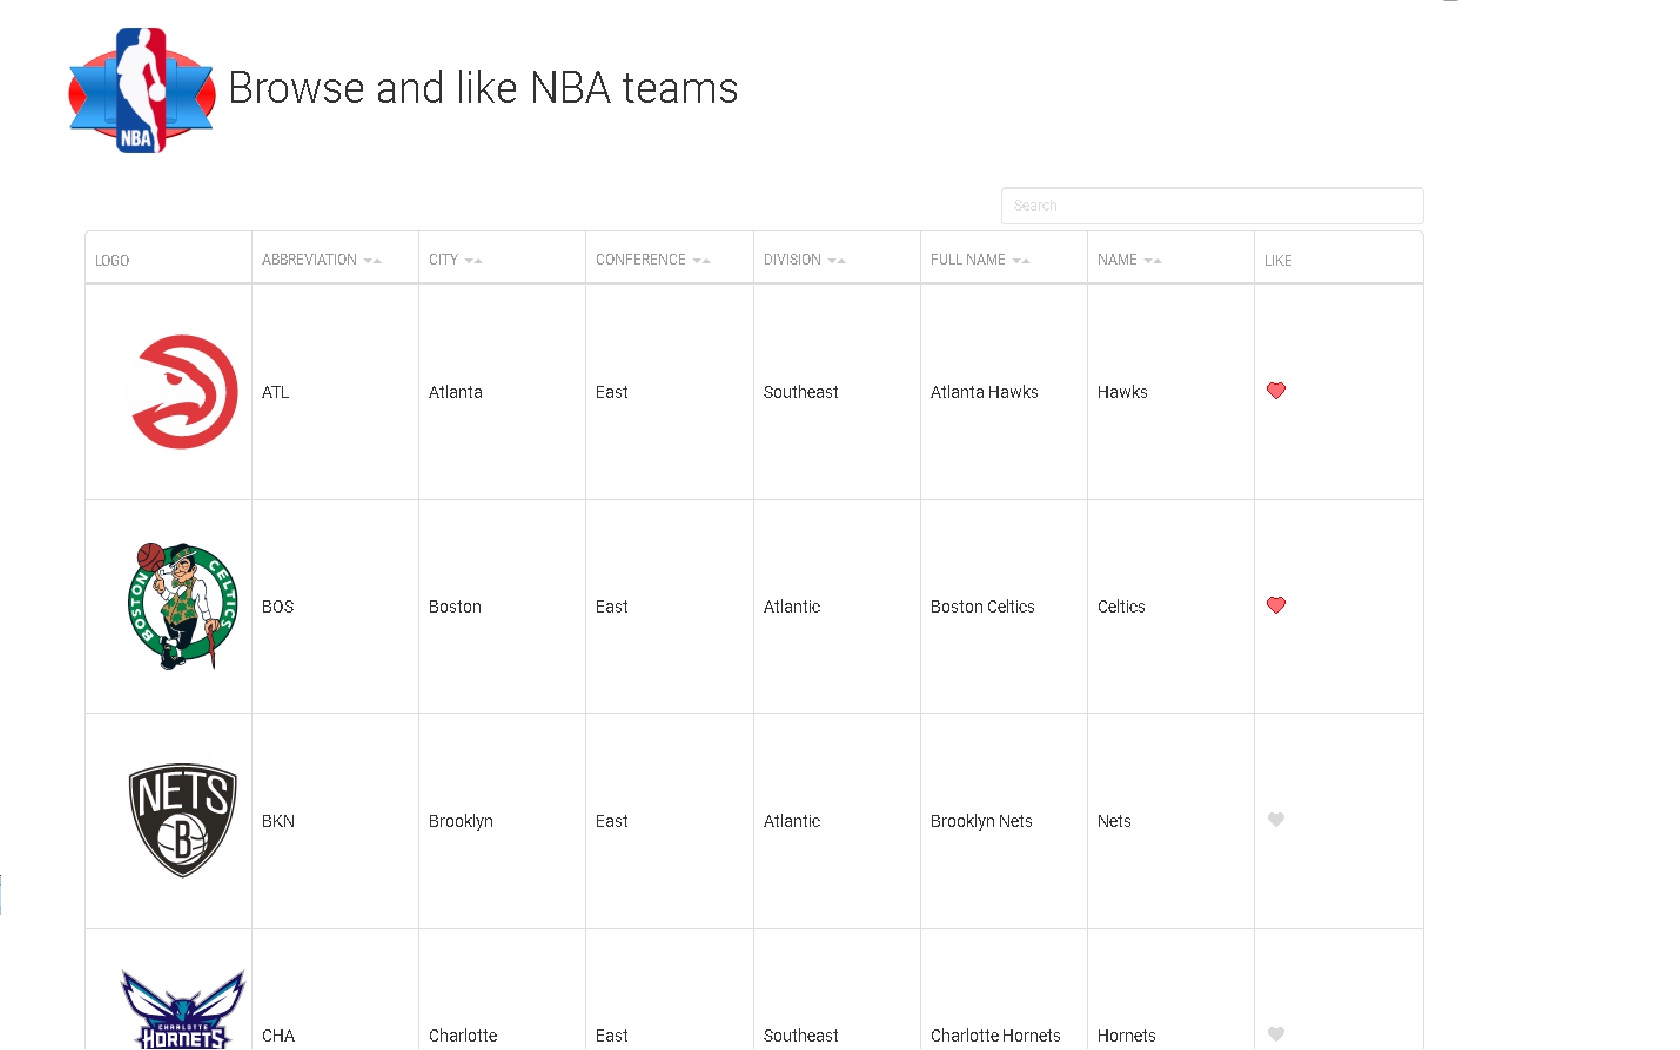 NBA
Browse and like NBA teams
Search
LOGO ABBREVIATION CITY CONFERENCE DIVISION FULL NAME NAME LIKE
ATL Atlanta East Southeast Atlanta Hawks Hawks
BOSTON CELTICS
BOS Boston East Atlantic Boston Celtics Celtics
NETS
B
BKN Brooklyn East Atlantic Brooklyn Nets Nets
CHARLOTTE
HORNETS
CHA Charlotte East Southeast Charlotte Hornets Hornets